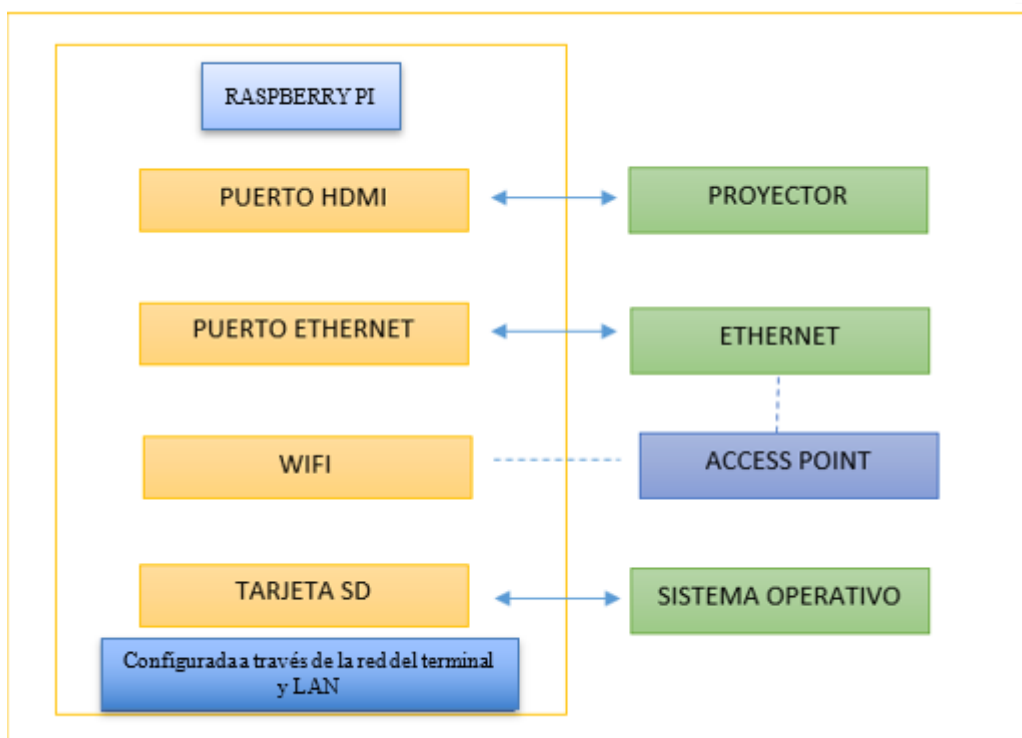 RASPBERRY PI
PUERTO HDMI
PROYECTOR
PUERTO ETHERNET
ETHERNET
WIFI
ACCESS POINT
TARJETA SD
SISTEMA OPERATIVO
Configurada a través de la red del terminal
y LAN